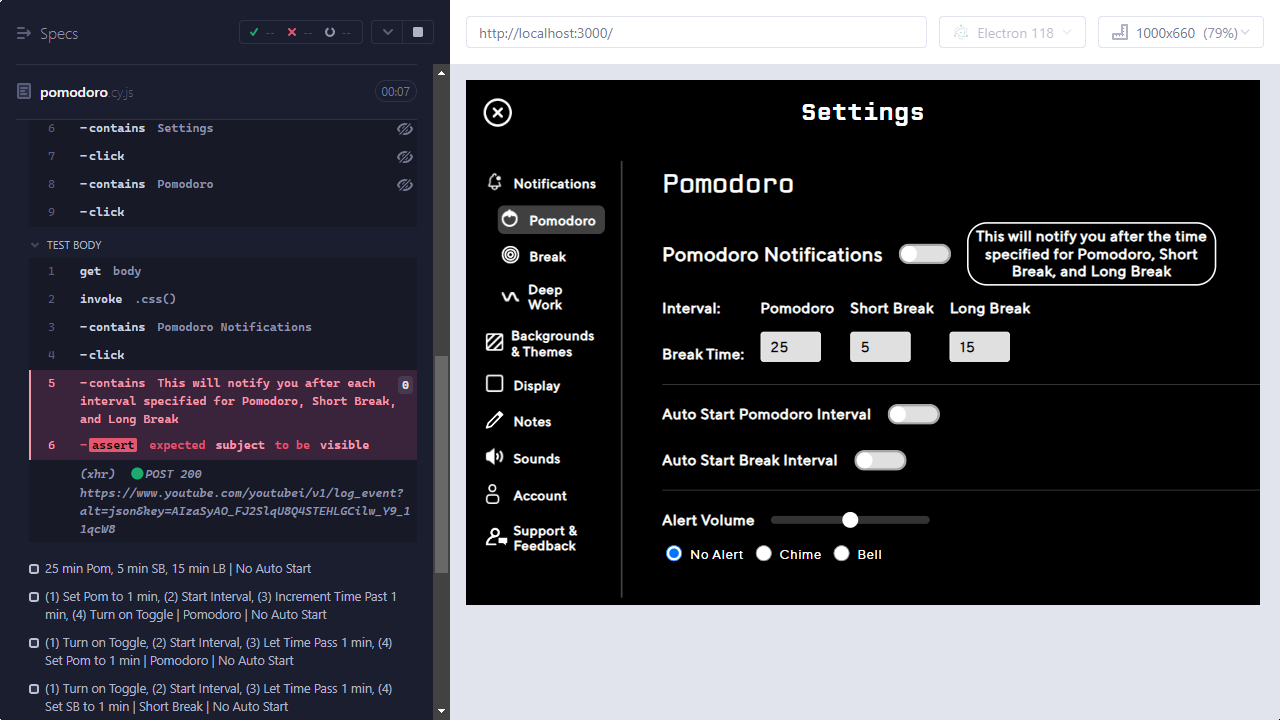 Specs
-- -- --
pomodoro.cy.js 00:07
6 -contains Settings
7 -click
8 -contains Pomodoro
9 -click
TEST BODY
1 get body
2 invoke .css()
3 -contains Pomodoro Notifications
4 -click
5 -contains This will notify you after each 0
interval specified for Pomodoro, Short Break,
and Long Break
6 -assert expected subject to be visible
(xhr) POST 200
https://www.youtube.com/youtubei/v1/log_event?
alt=json&key=AIzaSyAO_FJ2SlqU8Q4STEHLGCilw_Y9_1
1qcW8
25 min Pom, 5 min SB, 15 min LB | No Auto Start
(1) Set Pom to 1 min, (2) Start Interval, (3) Increment Time Past 1
min, (4) Turn on Toggle | Pomodoro | No Auto Start
(1) Turn on Toggle, (2) Start Interval, (3) Let Time Pass 1 min, (4)
Set Pom to 1 min | Pomodoro | No Auto Start
(1) Turn on Toggle, (2) Start Interval, (3) Let Time Pass 1 min, (4)
Set SB to 1 min | Short Break | No Auto Start
http://localhost:3000/
Electron 118
1000x660 (79%)
Settings
Notifications
Pomodoro
Break
Deep
Work
Backgrounds
& Themes
Display
Notes
Sounds
Account
Support &
Feedback
Pomodoro
Pomodoro Notifications
This will notify you after the time
specified for Pomodoro, Short
Break, and Long Break
Interval: Pomodoro Short Break Long Break
Break Time: 25 5 15
Auto Start Pomodoro Interval
Auto Start Break Interval
Alert Volume
No Alert Chime Bell